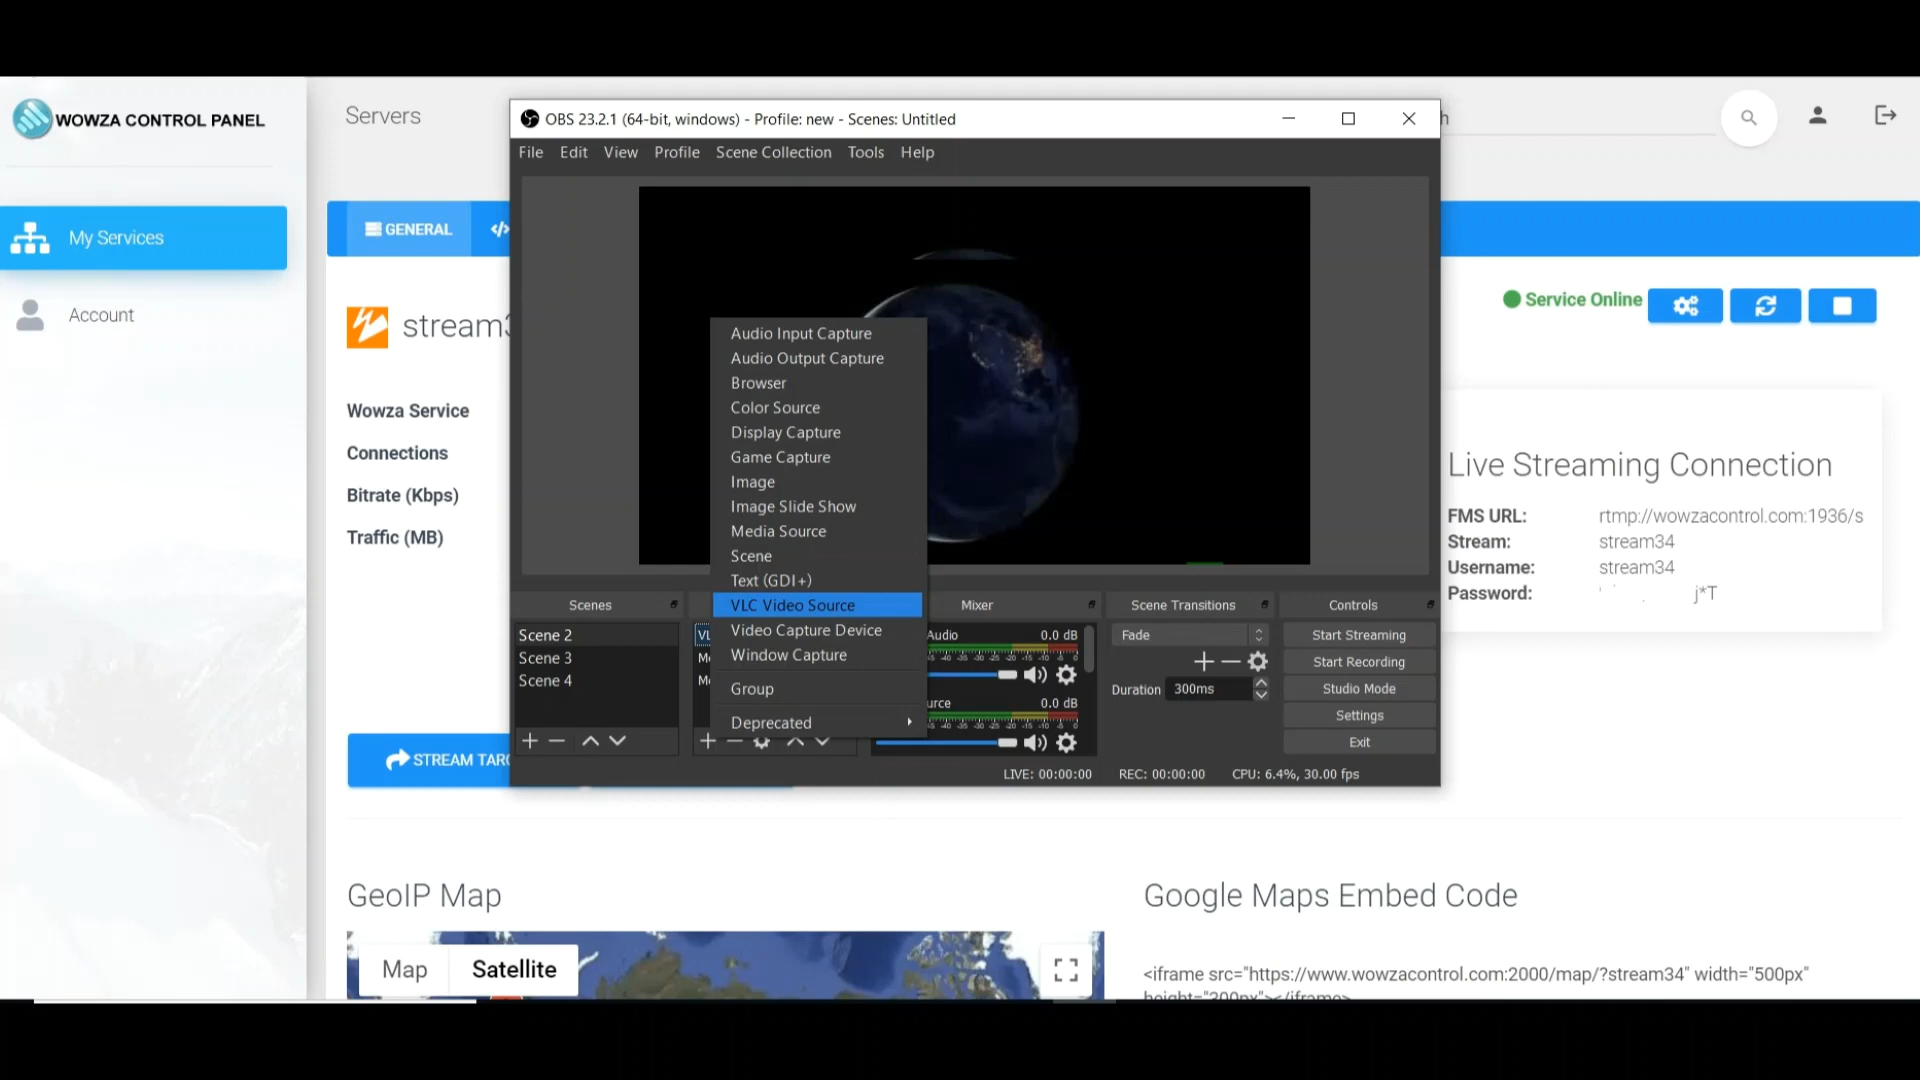 WOWZA CONTROL PANEL
Servers
My Services
Account
GENERAL
Service Online
Wowza Service
Connections
Bitrate (Kbps)
Traffic (MB)
OBS 23.2.1 (64-bit, windows) - Profile: new - Scenes: Untitled
File Edit View Profile Scene Collection Tools Help
Audio Input Capture
Audio Output Capture
Browser
Color Source
Display Capture
Game Capture
Image
Image Slide Show
Media Source
Scene
Text (GDI+)
VLC Video Source
Video Capture Device
Window Capture
Group
Deprecated
Scenes
Scene 2
Scene 3
Scene 4
Mixer
Audio 0.0 dB
0.0 dB
Scene Transitions
Fade
Duration 300ms
Controls
Start Streaming
Start Recording
Studio Mode
Settings
Exit
LIVE: 00:00:00 REC: 00:00:00 CPU: 6.4%, 30.00 fps
Live Streaming Connection
FMS URL: rtmp://wowzacontrol.com:1936/s
Stream: stream34
Username: stream34
Password: j*T
GeoIP Map
Map Satellite
Google Maps Embed Code
<iframe src="https://www.wowzacontrol.com:2000/map/?stream34" width="500px"
height="300px"></iframe>